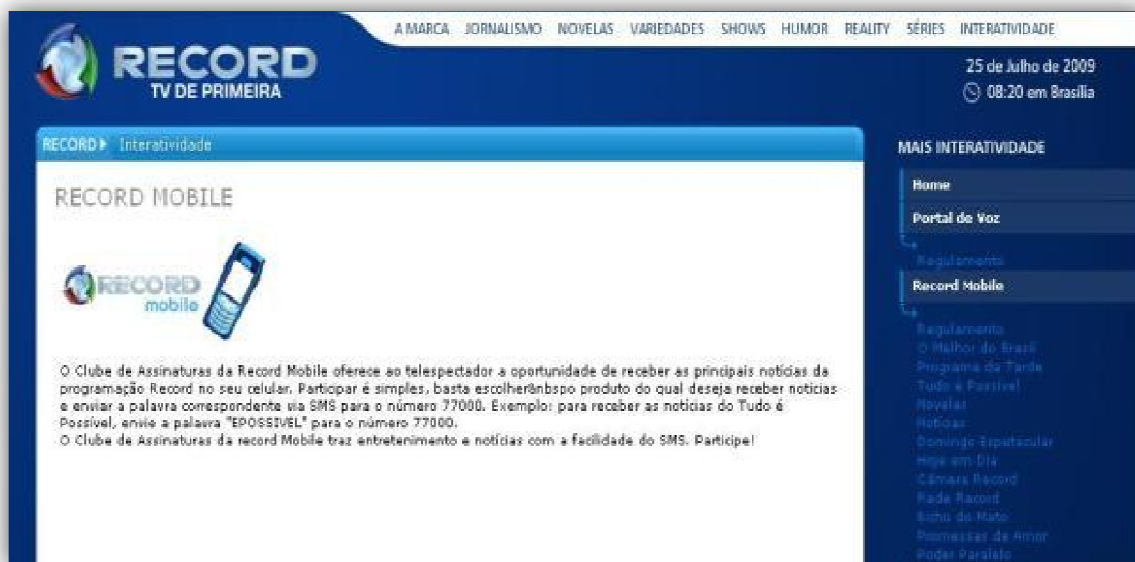 A MARCA JORNALISMO NOVELAS VARIEDADES SHOWS HUMOR REALITY SÉRIES INTERATIVIDADE
RECORD
TV DE PRIMEIRA
25 de Julho de 2009
08:20 em Brasília
RECORD Interatividade
RECORD MOBILE
RECORD
mobile
O Clube de Assinaturas da Record Mobile oferece ao telespectador a oportunidade de receber as principais notícias da
programação Record no seu celular. Participar é simples, basta escolher&nbspo produto do qual deseja receber notícias
e enviar a palavra correspondente via SMS para o número 77000. Exemplo: para receber as notícias do Tudo é
Possível, envie a palavra "EPOSSIVEL" para o número 77000.
O Clube de Assinaturas da record Mobile traz entretenimento e notícias com a facilidade do SMS. Participe!
MAIS INTERATIVIDADE
Home
Portal de Voz
Regulamento
Record Mobile
Regulamento
O Melhor do Brasil
Programa da Tarde
Tudo é Possível
Novelas
Notícias
Domingo Espetacular
Hoje em Dia
Câmara Record
Rada Record
Bicho do Mato
Promessas de Amor
Poder Paralelo